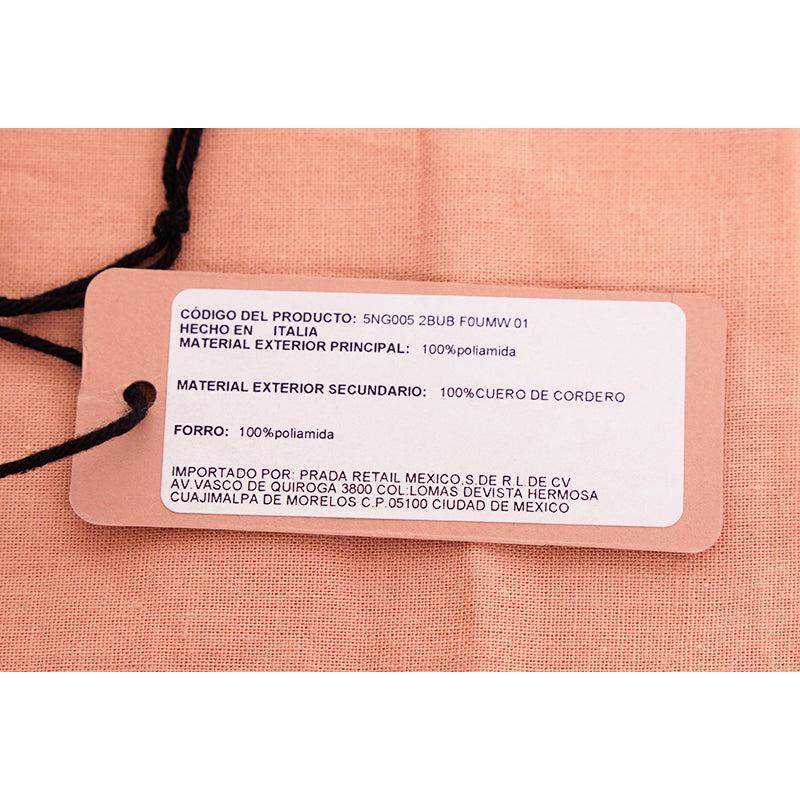 CÓDIGO DEL PRODUCTO: 5NG005 2BUB F0UMW 01
HECHO EN ITALIA
MATERIAL EXTERIOR PRINCIPAL: 100%poliamida
MATERIAL EXTERIOR SECUNDARIO: 100%CUERO DE CORDERO
FORRO: 100%poliamida
IMPORTADO POR: PRADA RETAIL MEXICO.S.DE R.L.DE CV
AV.VASCO DE QUIROGA 3800 COL:LOMAS DEVISTA HERMOSA
CUAJIMALPA DE MORELOS C.P.05100 CIUDAD DE MEXICO